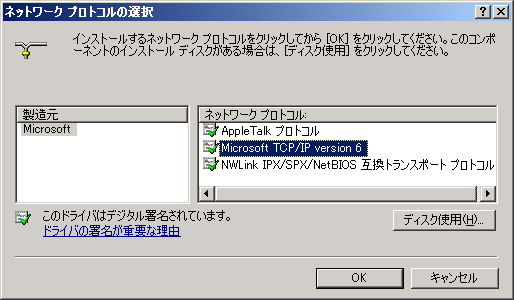 ネットワーク プロトコルの選択
インストールするネットワーク プロトコルをクリックしてから [OK] をクリックしてください。このコンポ
ーネントのインストール ディスクがある場合は、[ディスク使用] をクリックしてください。
製造元
Microsoft
ネットワーク プロトコル:
AppleTalk プロトコル
Microsoft TCP/IP version 6
NWLink IPX/SPX/NetBIOS 互換トランスポート プロトコル
このドライバはデジタル署名されています。
ドライバの署名が重要な理由
ディスク使用(H)...
OK
キャンセル